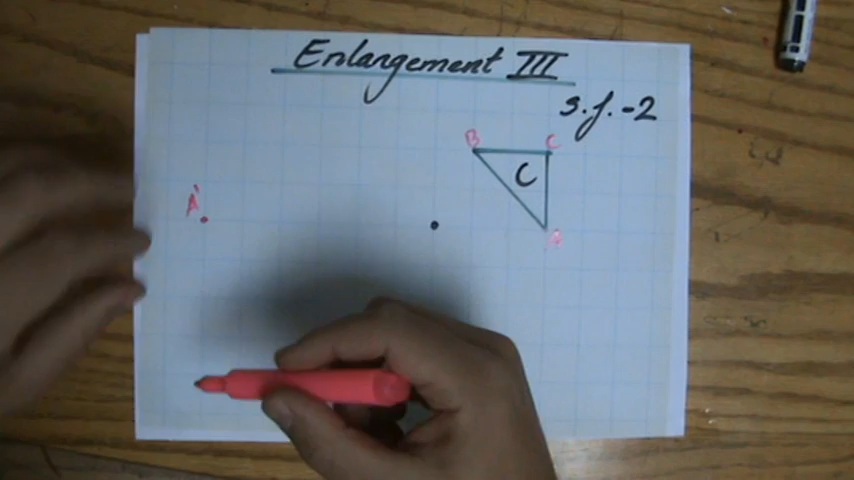 Enlargement III
s.f. -2
B C
C
A' A